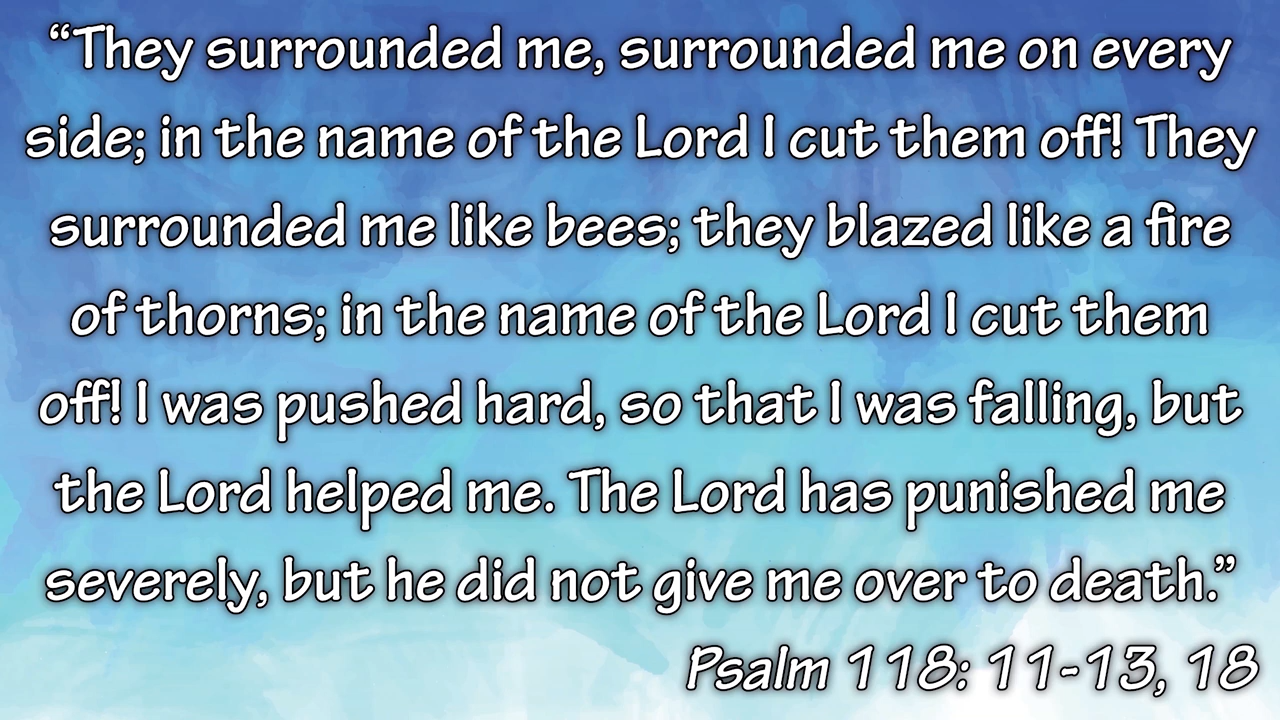 “They surrounded me, surrounded me on every
side; in the name of the Lord I cut them off! They
surrounded me like bees; they blazed like a fire
of thorns; in the name of the Lord I cut them
off! I was pushed hard, so that I was falling, but
the Lord helped me. The Lord has punished me
severely, but he did not give me over to death.”
Psalm 118: 11-13, 18